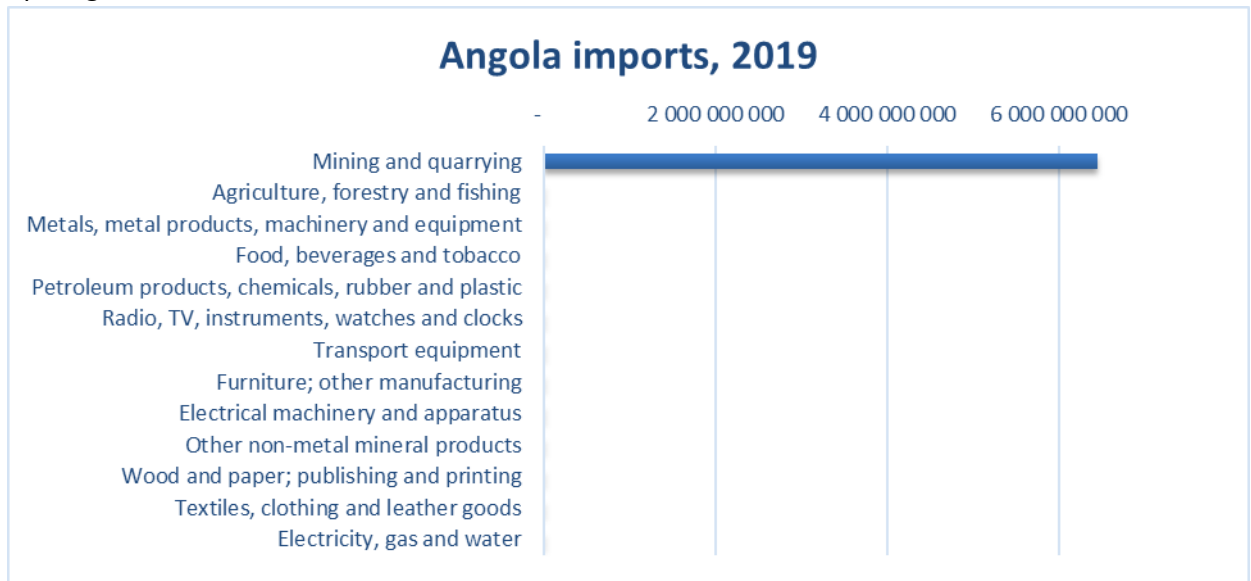 Angola imports, 2019
- 2 000 000 000 4 000 000 000 6 000 000 000
Mining and quarrying
Agriculture, forestry and fishing
Metals, metal products, machinery and equipment
Food, beverages and tobacco
Petroleum products, chemicals, rubber and plastic
Radio, TV, instruments, watches and clocks
Transport equipment
Furniture; other manufacturing
Electrical machinery and apparatus
Other non-metal mineral products
Wood and paper; publishing and printing
Textiles, clothing and leather goods
Electricity, gas and water